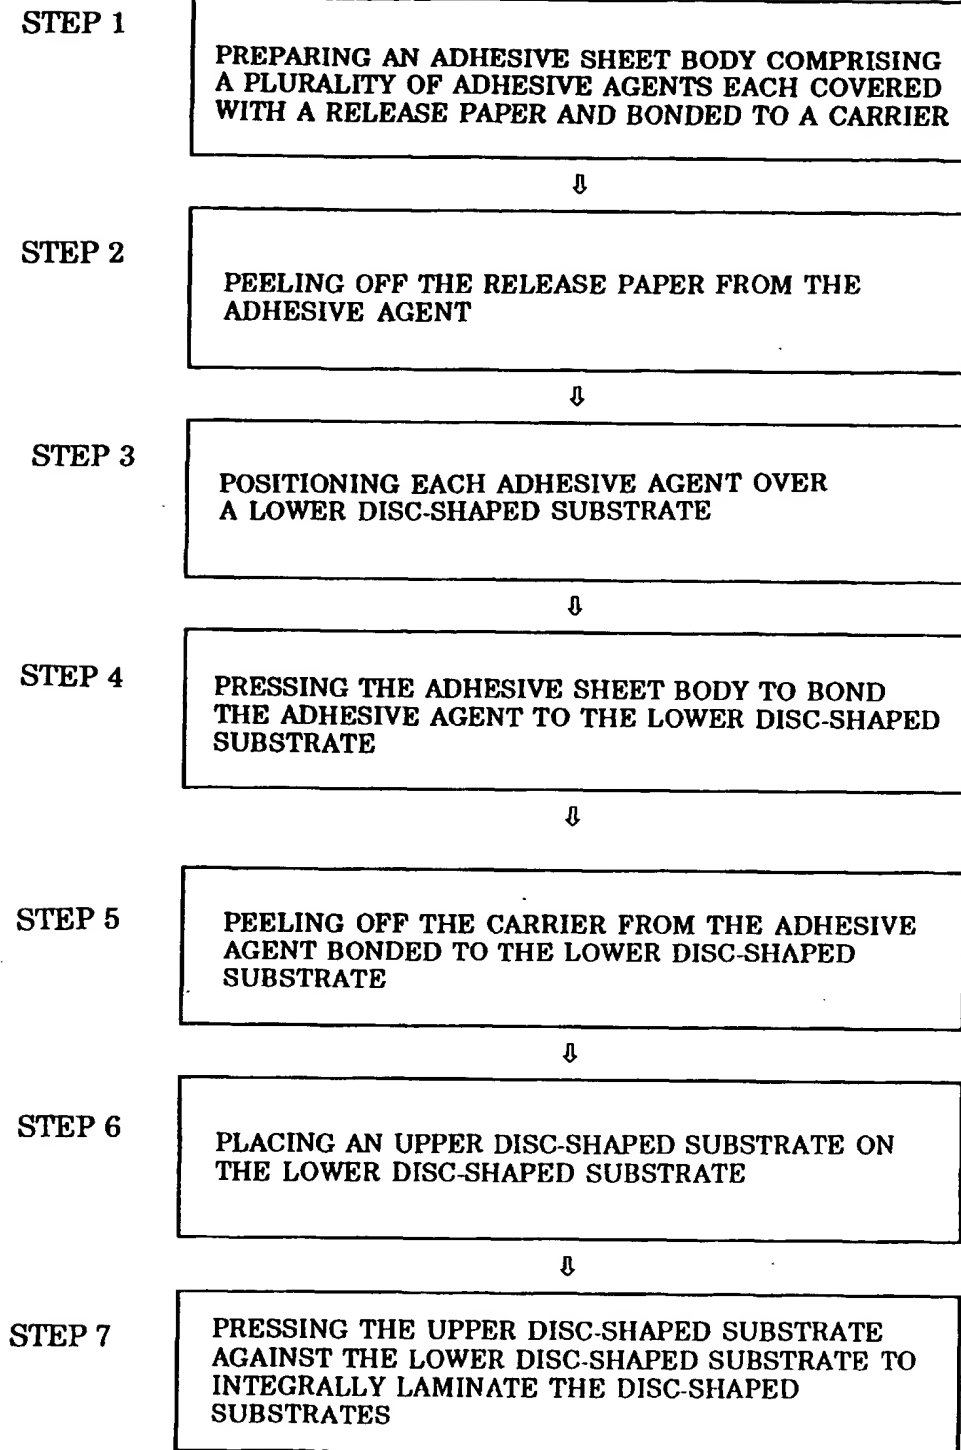 STEP 1
PREPARING AN ADHESIVE SHEET BODY COMPRISING
A PLURALITY OF ADHESIVE AGENTS EACH COVERED
WITH A RELEASE PAPER AND BONDED TO A CARRIER
⇩
STEP 2
PEELING OFF THE RELEASE PAPER FROM THE
ADHESIVE AGENT
⇩
STEP 3
POSITIONING EACH ADHESIVE AGENT OVER
A LOWER DISC-SHAPED SUBSTRATE
⇩
STEP 4
PRESSING THE ADHESIVE SHEET BODY TO BOND
THE ADHESIVE AGENT TO THE LOWER DISC-SHAPED
SUBSTRATE
⇩
STEP 5
PEELING OFF THE CARRIER FROM THE ADHESIVE
AGENT BONDED TO THE LOWER DISC-SHAPED
SUBSTRATE
⇩
STEP 6
PLACING AN UPPER DISC-SHAPED SUBSTRATE ON
THE LOWER DISC-SHAPED SUBSTRATE
⇩
STEP 7
PRESSING THE UPPER DISC-SHAPED SUBSTRATE
AGAINST THE LOWER DISC-SHAPED SUBSTRATE TO
INTEGRALLY LAMINATE THE DISC-SHAPED
SUBSTRATES